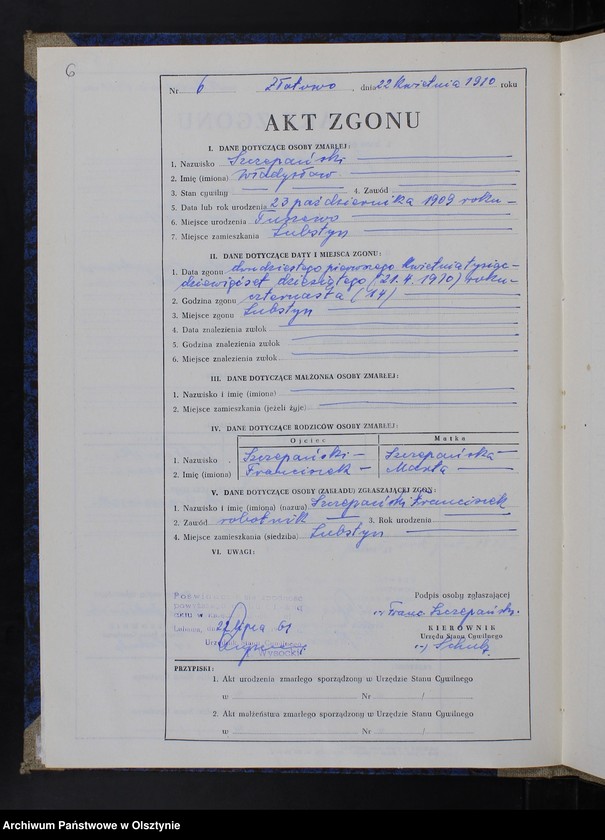 6
Nr 6 Złotowo, dnia 22 kwietnia 1910 roku
AKT ZGONU
I. DANE DOTYCZĄCE OSOBY ZMARŁEJ:
1. Nazwisko Szczepański
2. Imię (imiona) Władysław
3. Stan cywilny 4. Zawód
5. Data lub rok urodzenia 23 października 1909 roku
6. Miejsce urodzenia Tuszewo
7. Miejsce zamieszkania Lubstyn
II. DANE DOTYCZĄCE DATY I MIEJSCA ZGONU:
1. Data zgonu dwudziestego pierwszego kwietnia tysiąc-
dziewięćset dziesiątego (21.4.1910) roku
2. Godzina zgonu czternasta (14)
3. Miejsce zgonu Lubstyn
4. Data znalezienia zwłok
5. Godzina znalezienia zwłok
6. Miejsce znalezienia zwłok
III. DANE DOTYCZĄCE MAŁŻONKA OSOBY ZMARŁEJ:
1. Nazwisko i imię (imiona)
2. Miejsce zamieszkania (jeżeli żyje)
IV. DANE DOTYCZĄCE RODZICÓW OSOBY ZMARŁEJ:
Ojciec Matka
1. Nazwisko Szczepański Szczepańska
2. Imię (imiona) Franciszek Marta
V. DANE DOTYCZĄCE OSOBY (ZAKŁADU) ZGŁASZAJĄCEJ ZGON:
1. Nazwisko i imię (imiona) (nazwa) Szczepański Franciszek
2. Zawód robotnik 3. Rok urodzenia
4. Miejsce zamieszkania (siedziba) Lubstyn
VI. UWAGI:
Podpis osoby zgłaszającej
-) Franc. Szczepański
22 lipca 61
KIEROWNIK
Urzędu Stanu Cywilnego
-) Schulz
Wysocki
PRZYPISKI:
1. Akt urodzenia zmarłego sporządzony w Urzędzie Stanu Cywilnego
w Nr /
2. Akt małżeństwa zmarłego sporządzony w Urzędzie Stanu Cywilnego
w Nr /
Archiwum Państwowe w Olsztynie